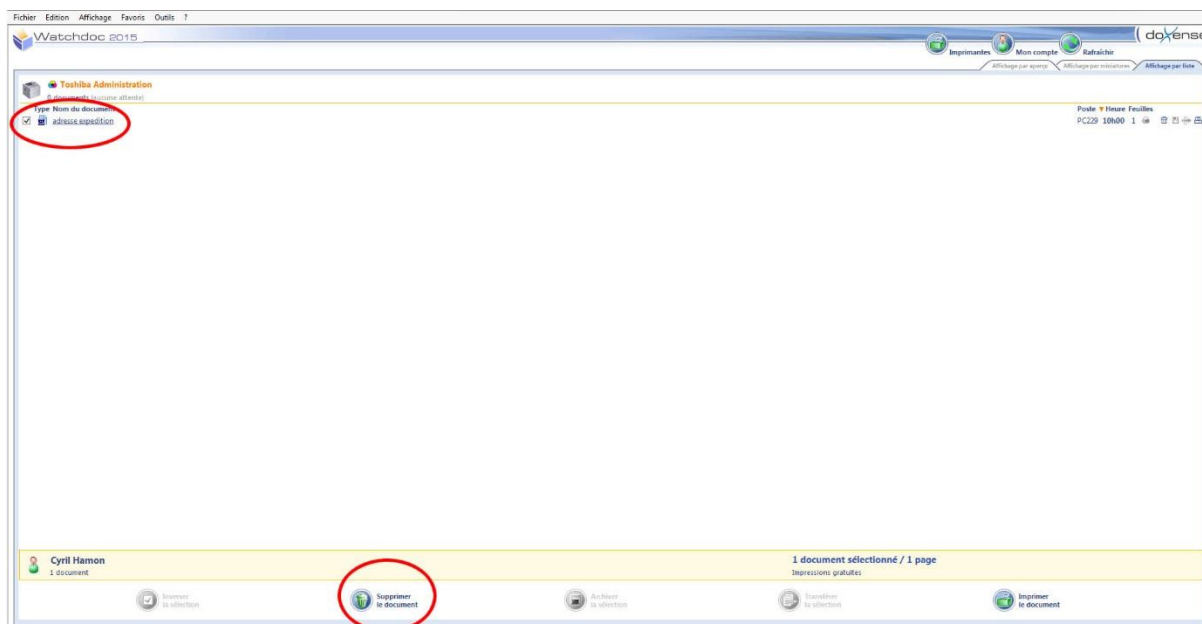 Fichier Edition Affichage Favoris Outils ?
Watchdoc 2015
doxense
Imprimantes Mon compte Rafraîchir
Affichage par aperçu Affichage par miniatures Affichage par liste
Toshiba Administration
0 documents (aucune attente)
Type Nom du document Poste Heure Feuilles
adresse expedition PC229 10h00 1
Cyril Hamon 1 document sélectionné / 1 page
1 document Impressions gratuites
Inverser la sélection
Supprimer le document
Archiver la sélection
Transférer la sélection
Imprimer le document